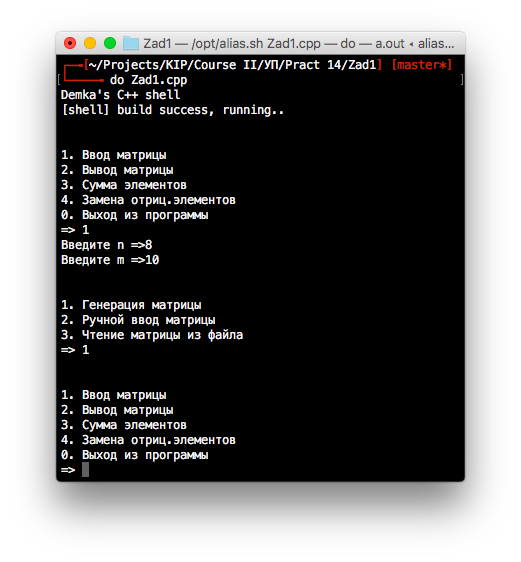 Zad1 — /opt/alias.sh Zad1.cpp — do — a.out ◂ alias...
[~/Projects/KIP/Course II/УП/Pract 14/Zad1] [master*]
do Zad1.cpp
Demka's C++ shell
[shell] build success, running..
1. Ввод матрицы
2. Вывод матрицы
3. Сумма элементов
4. Замена отриц.элементов
0. Выход из программы
=> 1
Введите n =>8
Введите m =>10
1. Генерация матрицы
2. Ручной ввод матрицы
3. Чтение матрицы из файла
=> 1
1. Ввод матрицы
2. Вывод матрицы
3. Сумма элементов
4. Замена отриц.элементов
0. Выход из программы
=>